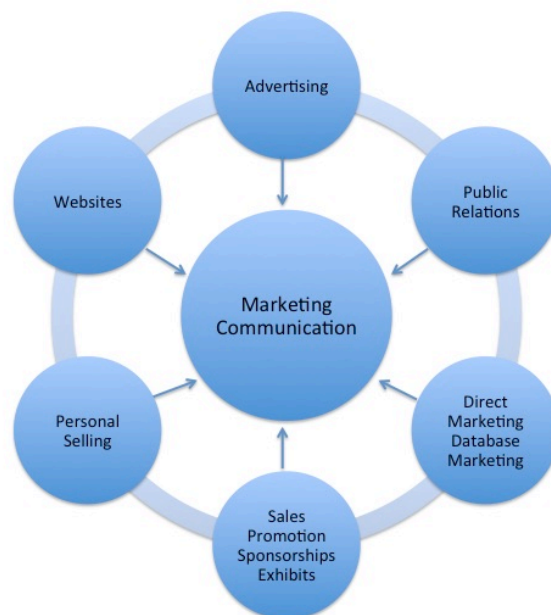 Advertising
Public
Relations
Direct
Marketing
Database
Marketing
Sales
Promotion
Sponsorships
Exhibits
Personal
Selling
Websites
Marketing
Communication